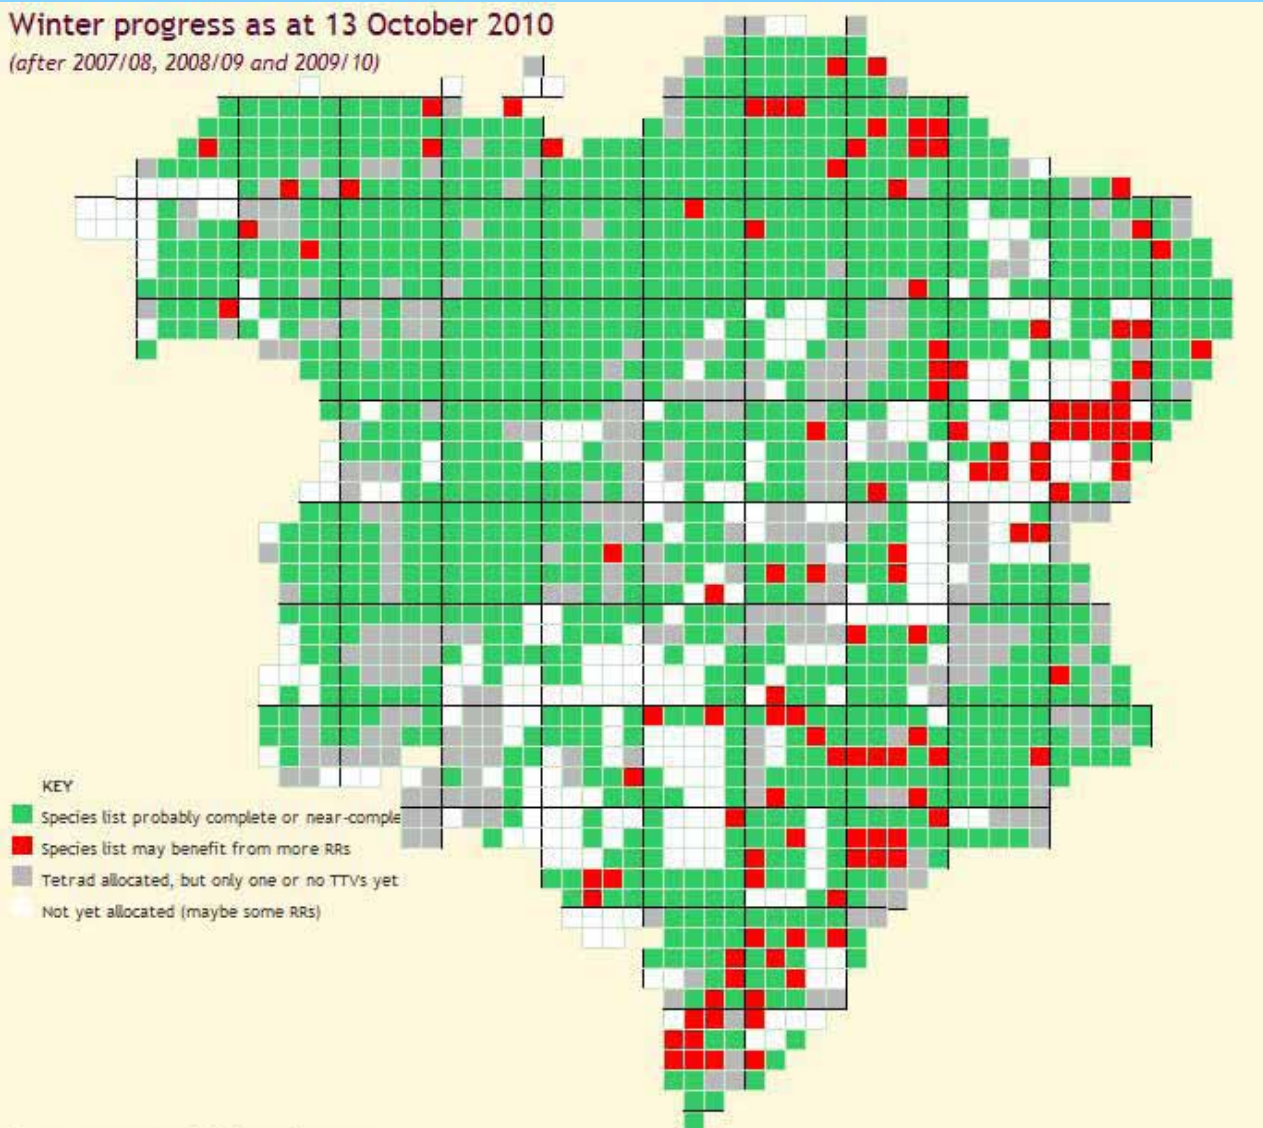 Winter progress as at 13 October 2010
(after 2007/08, 2008/09 and 2009/10)
KEY
Species list probably complete or near-comple
Species list may benefit from more RRs
Tetrad allocated, but only one or no TTVs yet
Not yet allocated (maybe some RRs)